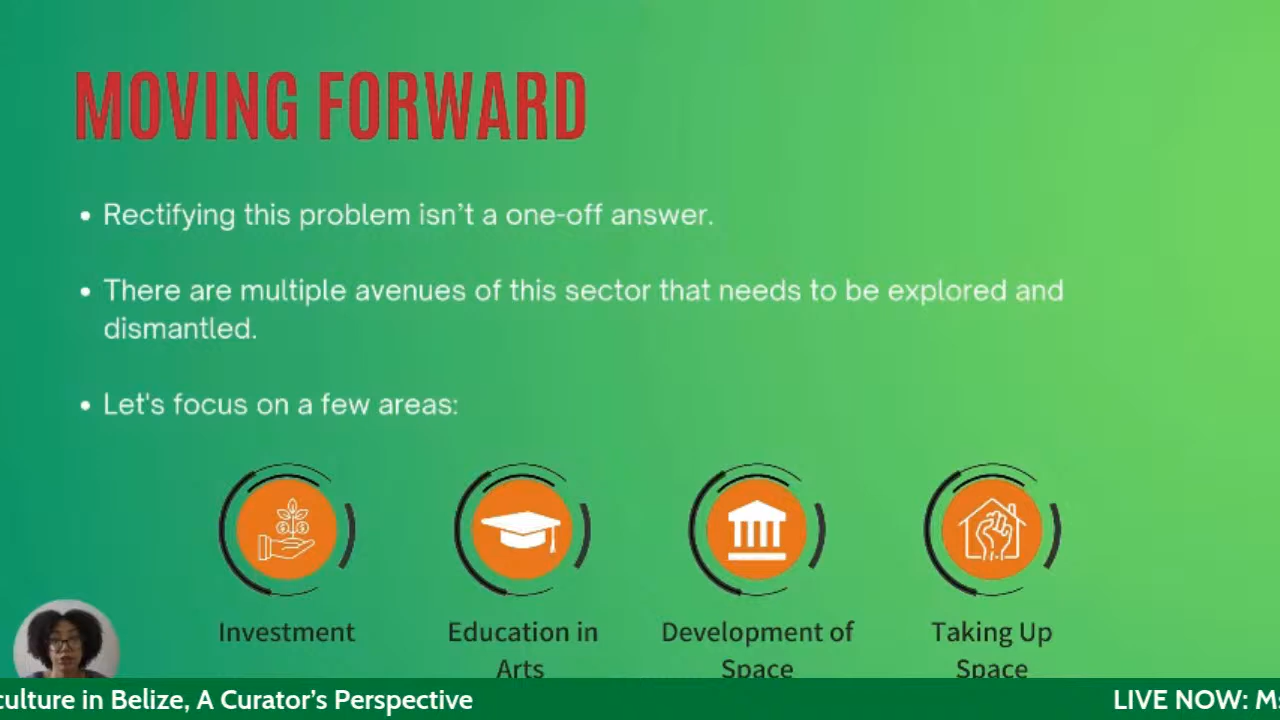 MOVING FORWARD
• Rectifying this problem isn’t a one-off answer.
• There are multiple avenues of this sector that needs to be explored and
dismantled.
• Let's focus on a few areas:
Investment
Education in
Arts
Development of
Space
Taking Up
Space
culture in Belize, A Curator’s Perspective
LIVE NOW: